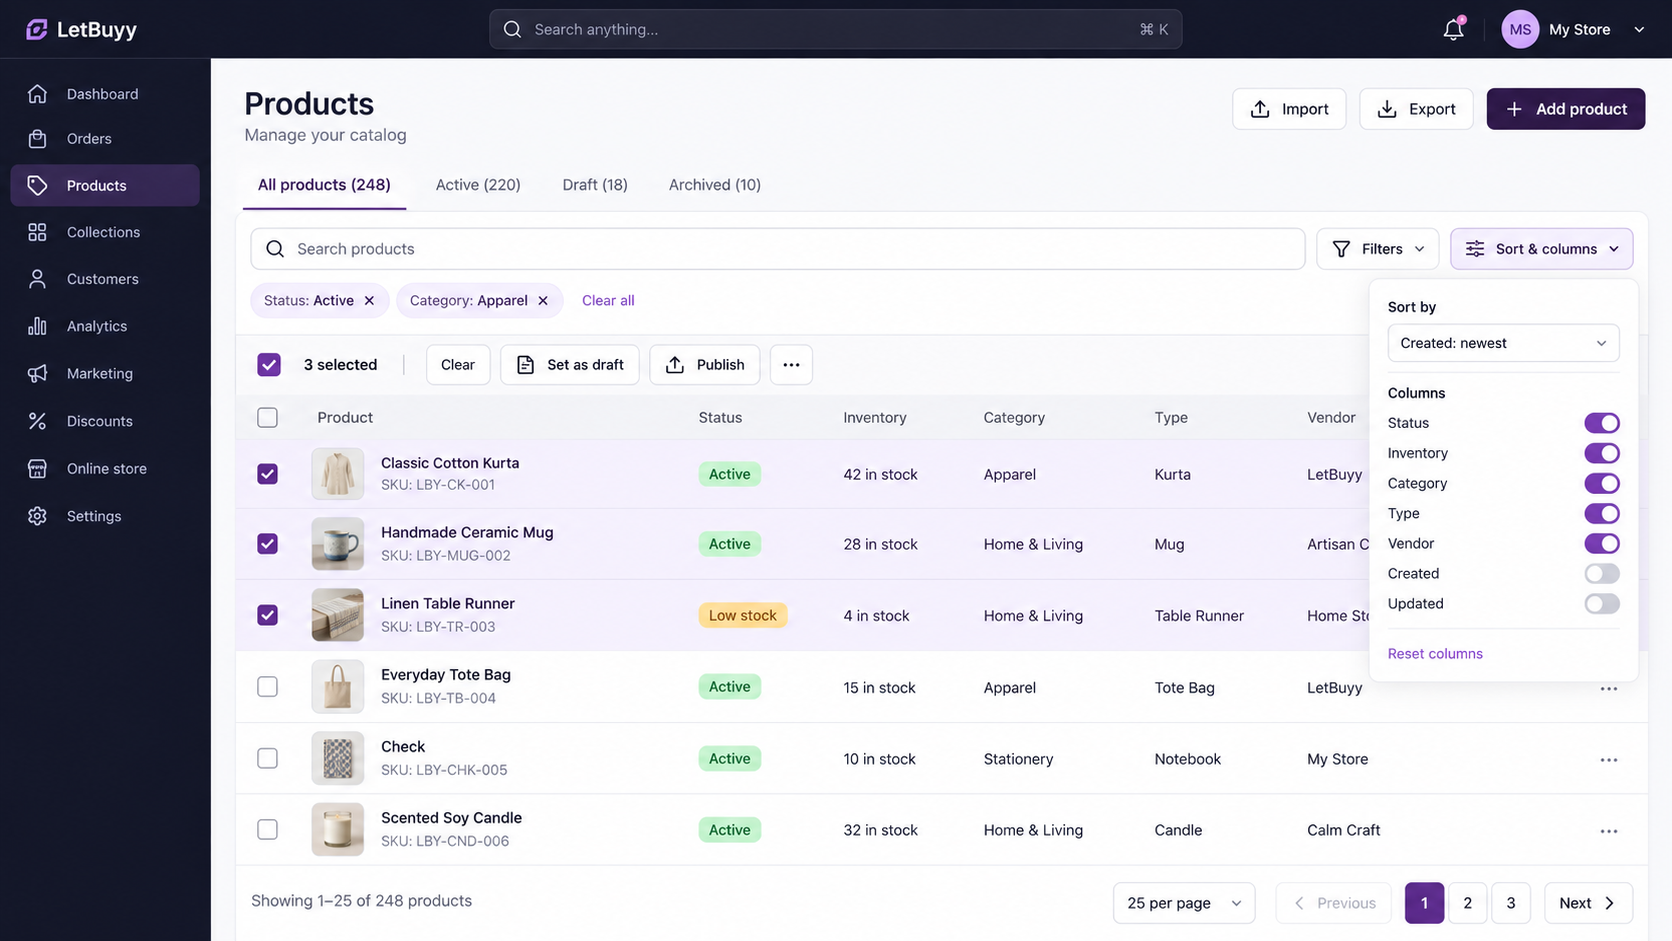 LetBuyy
Search anything...
⌘ K
MS
My Store
Dashboard
Orders
Products
Collections
Customers
Analytics
Marketing
Discounts
Online store
Settings
Products
Manage your catalog
Import
Export
Add product
All products (248)
Active (220)
Draft (18)
Archived (10)
Search products
Filters
Sort & columns
Status: Active
Category: Apparel
Clear all
3 selected
Clear
Set as draft
Publish
Product
Status
Inventory
Category
Type
Vendor
Classic Cotton Kurta
SKU: LBY-CK-001
Active
42 in stock
Apparel
Kurta
LetBuyy
Handmade Ceramic Mug
SKU: LBY-MUG-002
Active
28 in stock
Home & Living
Mug
Artisan C
Linen Table Runner
SKU: LBY-TR-003
Low stock
4 in stock
Home & Living
Table Runner
Home Sto
Everyday Tote Bag
SKU: LBY-TB-004
Active
15 in stock
Apparel
Tote Bag
LetBuyy
Check
SKU: LBY-CHK-005
Active
10 in stock
Stationery
Notebook
My Store
Scented Soy Candle
SKU: LBY-CND-006
Active
32 in stock
Home & Living
Candle
Calm Craft
Sort by
Created: newest
Columns
Status
Inventory
Category
Type
Vendor
Created
Updated
Reset columns
Showing 1–25 of 248 products
25 per page
Previous
1
2
3
Next